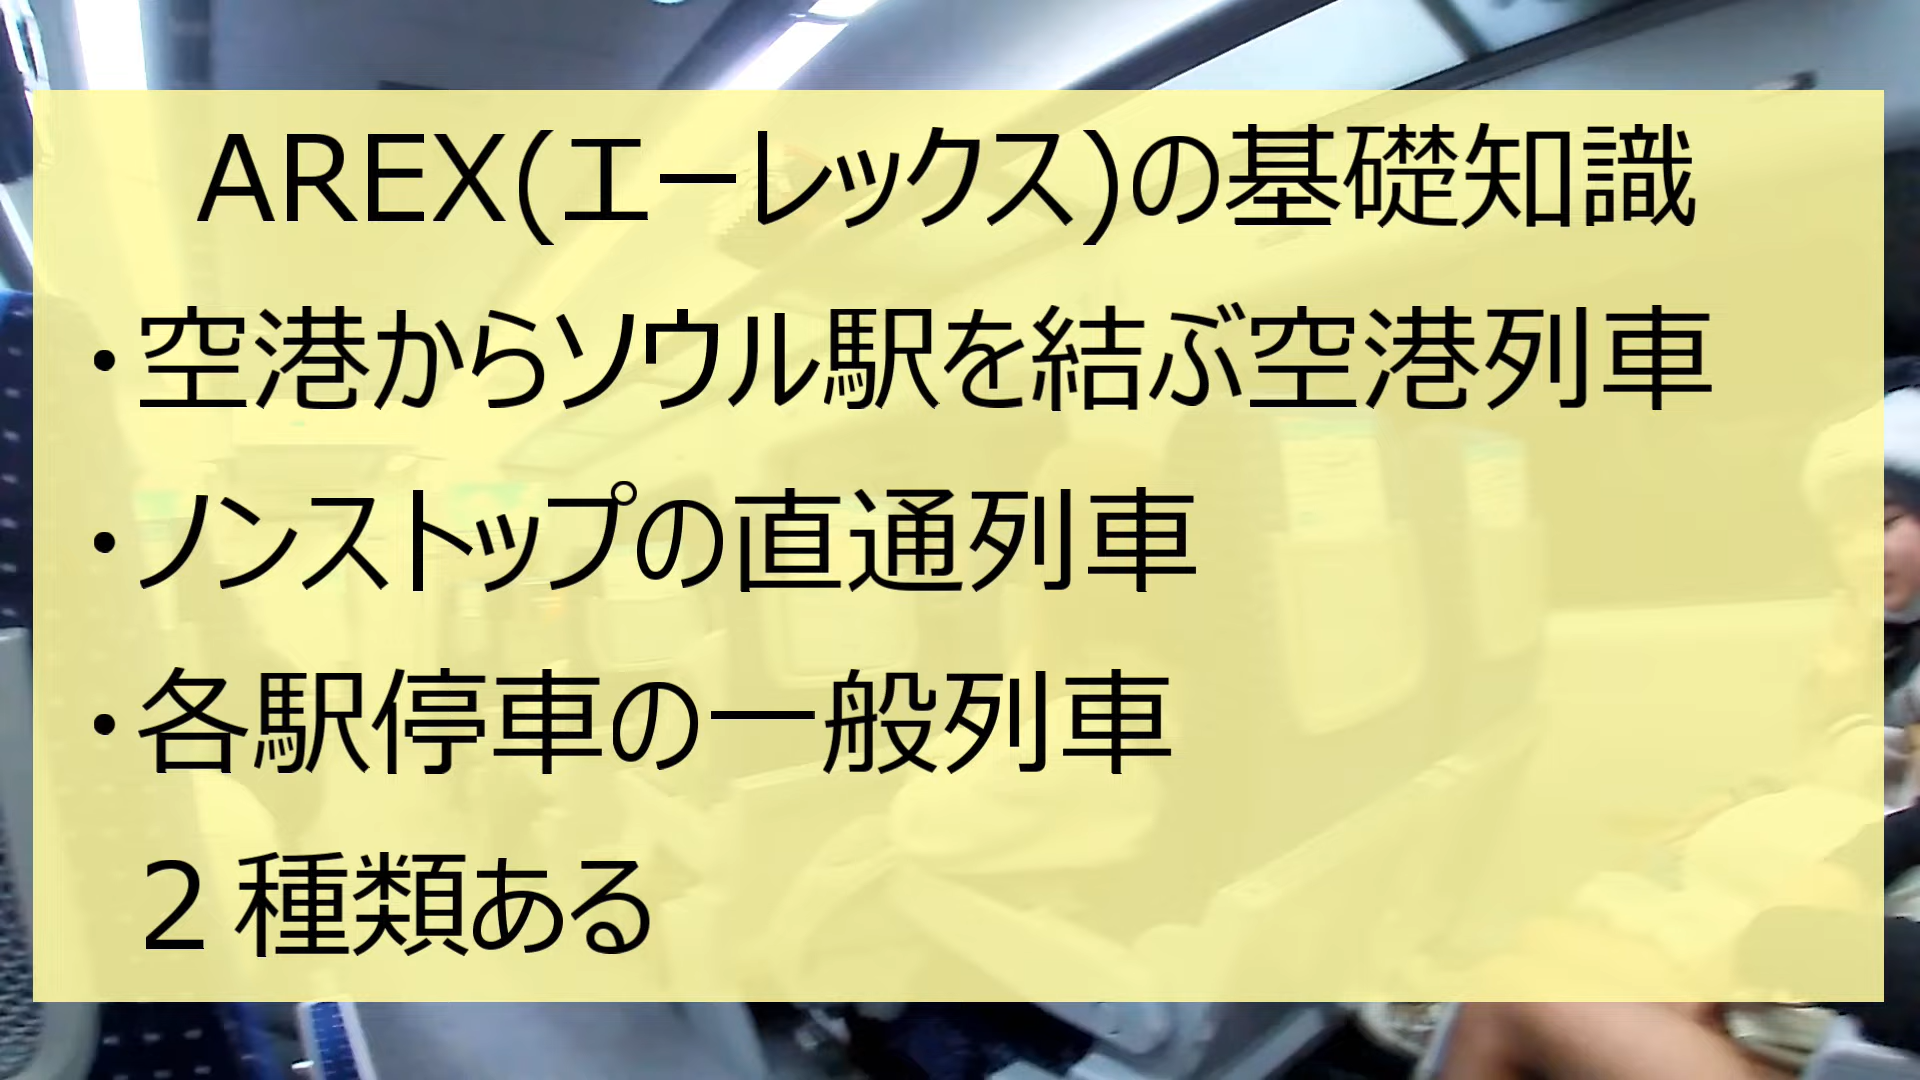 AREX(エーレックス)の基礎知識
・空港からソウル駅を結ぶ空港列車
・ノンストップの直通列車
・各駅停車の一般列車
２種類ある